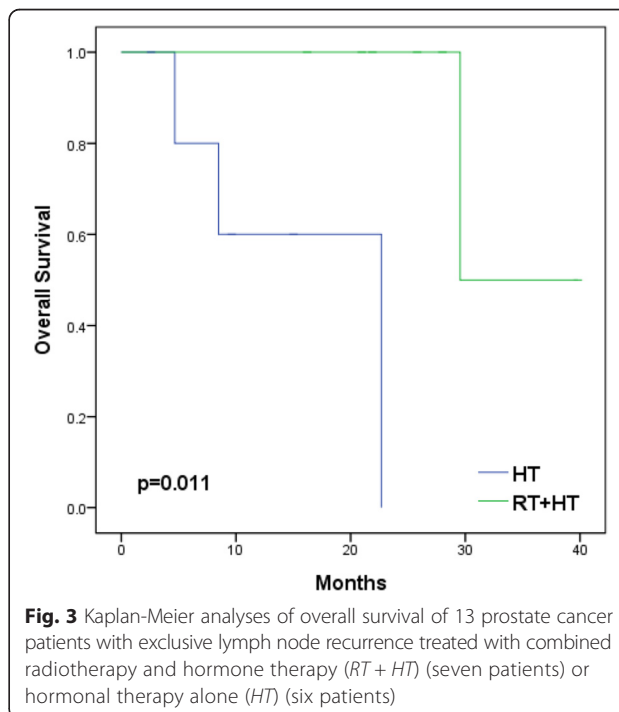 1.0
0.8
0.6
0.4
0.2
0.0
Overall Survival
p=0.011
HT
RT+HT
0 10 20 30 40
Months
Fig. 3 Kaplan-Meier analyses of overall survival of 13 prostate cancer
patients with exclusive lymph node recurrence treated with combined
radiotherapy and hormone therapy (RT + HT) (seven patients) or
hormonal therapy alone (HT) (six patients)